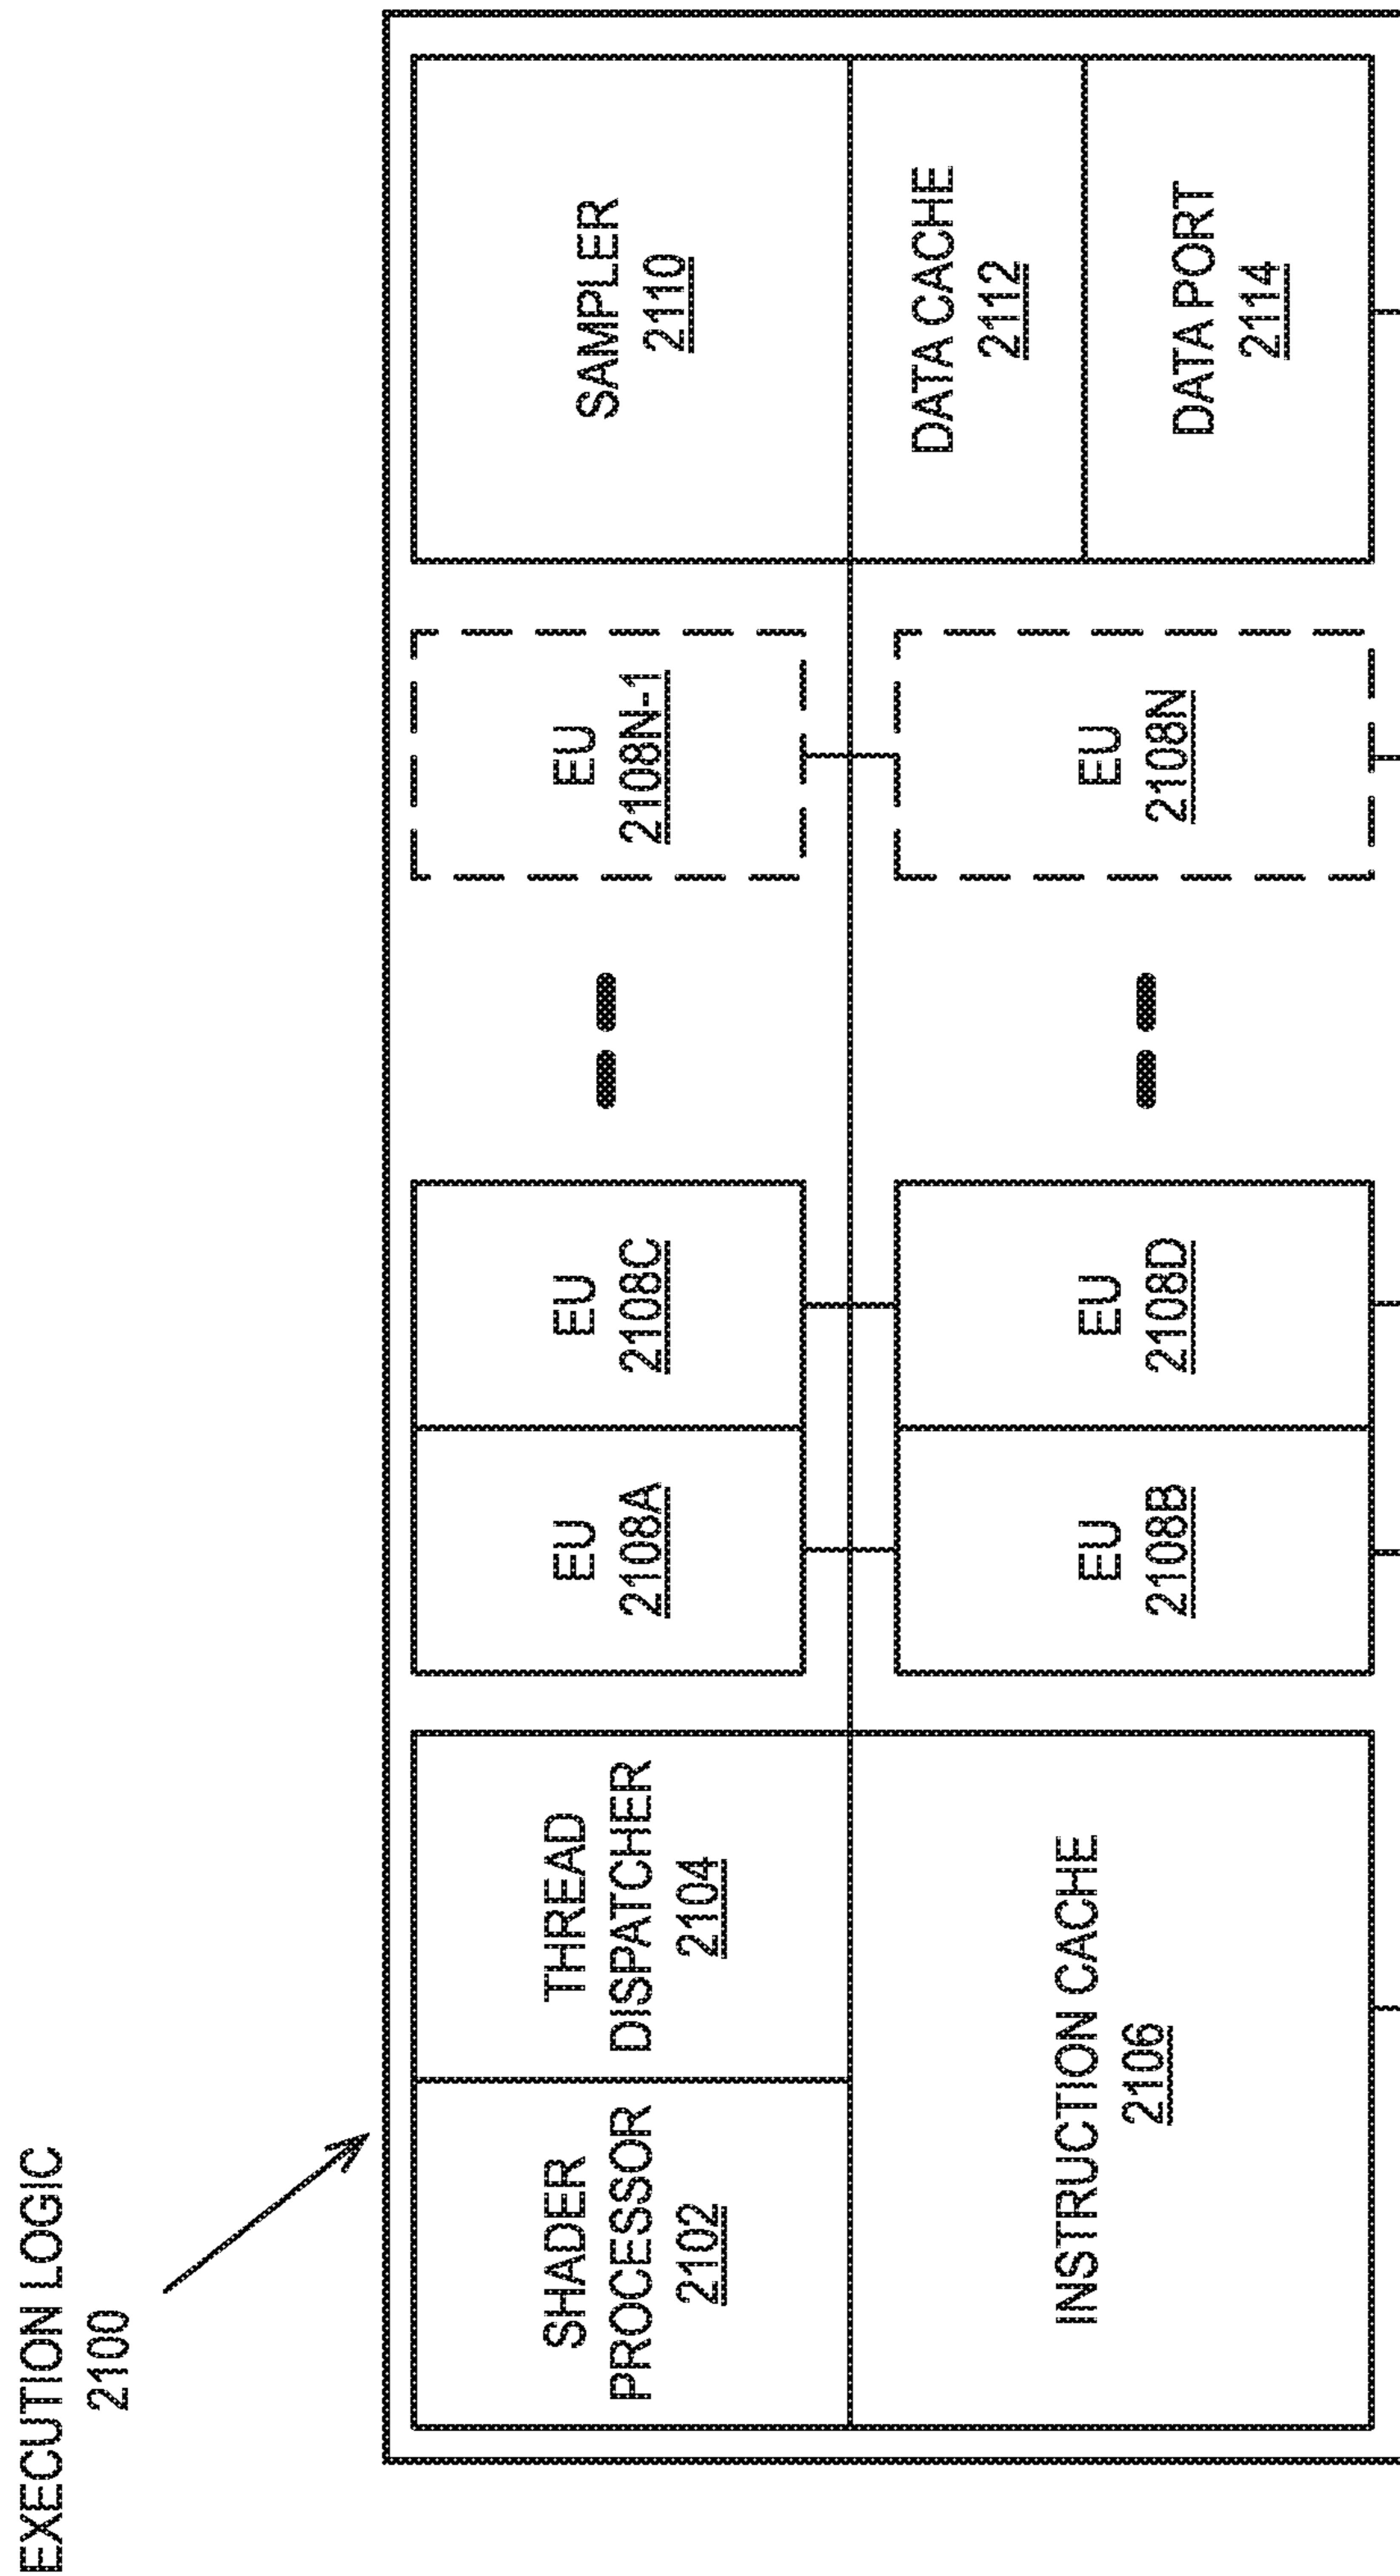 EXECUTION LOGIC
2100
SHADER
PROCESSOR
2102
THREAD
DISPATCHER
2104
INSTRUCTION CACHE
2106
EU
2108A
EU
2108C
EU
2108N-1
EU
2108B
EU
2108D
EU
2108N
SAMPLER
2110
DATA CACHE
2112
DATA PORT
2114